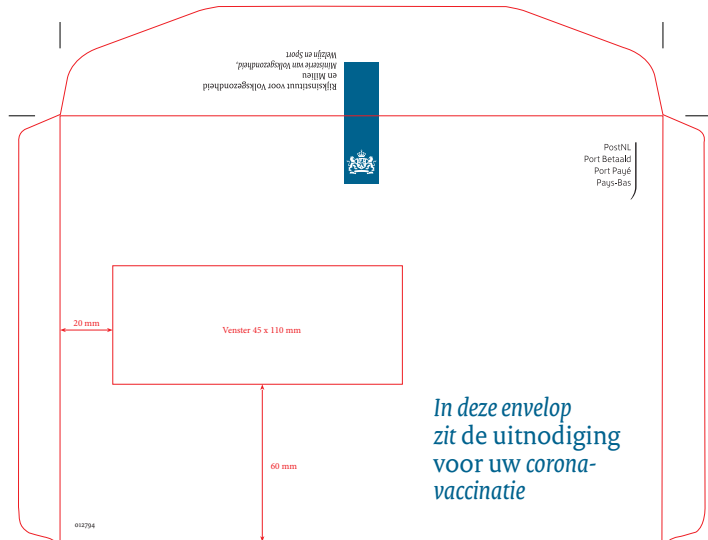 Rijksinstituut voor Volksgezondheid
en Milieu
Ministerie van Volksgezondheid,
Welzijn en Sport
PostNL
Port Betaald
Port Payé
Pays-Bas
20 mm
Venster 45 x 110 mm
In deze envelop
zit de uitnodiging
voor uw corona-
vaccinatie
60 mm
012794